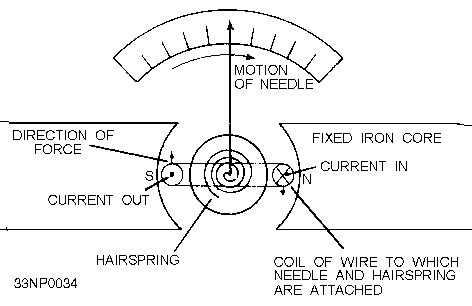 MOTION
OF NEEDLE
DIRECTION OF
FORCE
FIXED IRON CORE
S
N
CURRENT IN
CURRENT OUT
HAIRSPRING
COIL OF WIRE TO WHICH
NEEDLE AND HAIRSPRING
ARE ATTACHED
33NP0034